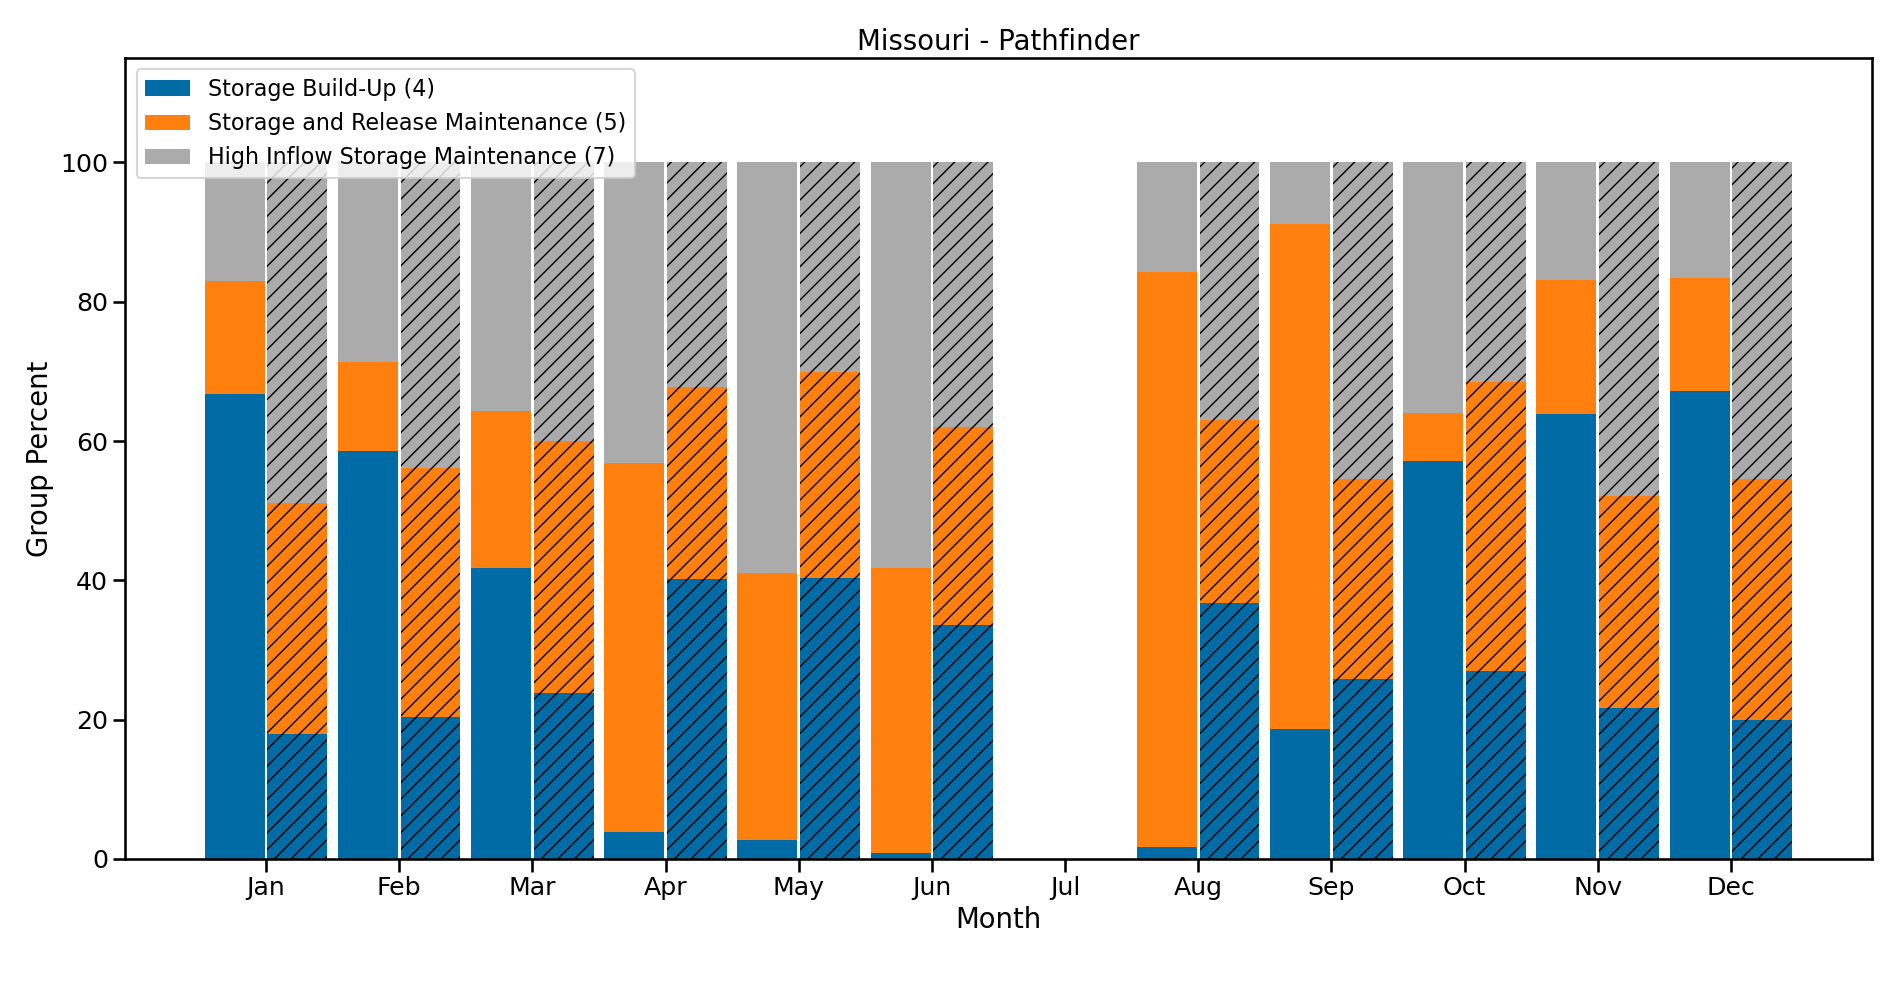 Missouri - Pathfinder
Storage Build-Up (4)
Storage and Release Maintenance (5)
High Inflow Storage Maintenance (7)
100
80
60
40
20
0
Group Percent
Jan Feb Mar Apr May Jun Jul Aug Sep Oct Nov Dec
Month